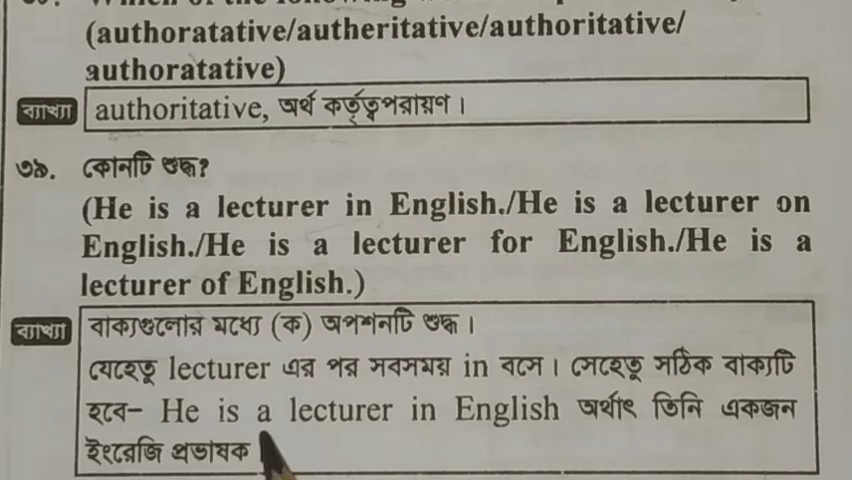 (authoratative/autheritative/authoritative/
authoratative)
ব্যাখ্যা authoritative, অর্থ কর্তৃত্বপরায়ণ।
৩৯. কোনটি শুদ্ধ?
(He is a lecturer in English./He is a lecturer on
English./He is a lecturer for English./He is a
lecturer of English.)
ব্যাখ্যা বাক্যগুলোর মধ্যে (ক) অপশনটি শুদ্ধ।
যেহেতু lecturer এর পর সবসময় in বসে। সেহেতু সঠিক বাক্যটি
হবে- He is a lecturer in English অর্থাৎ তিনি একজন
ইংরেজি প্রভাষক